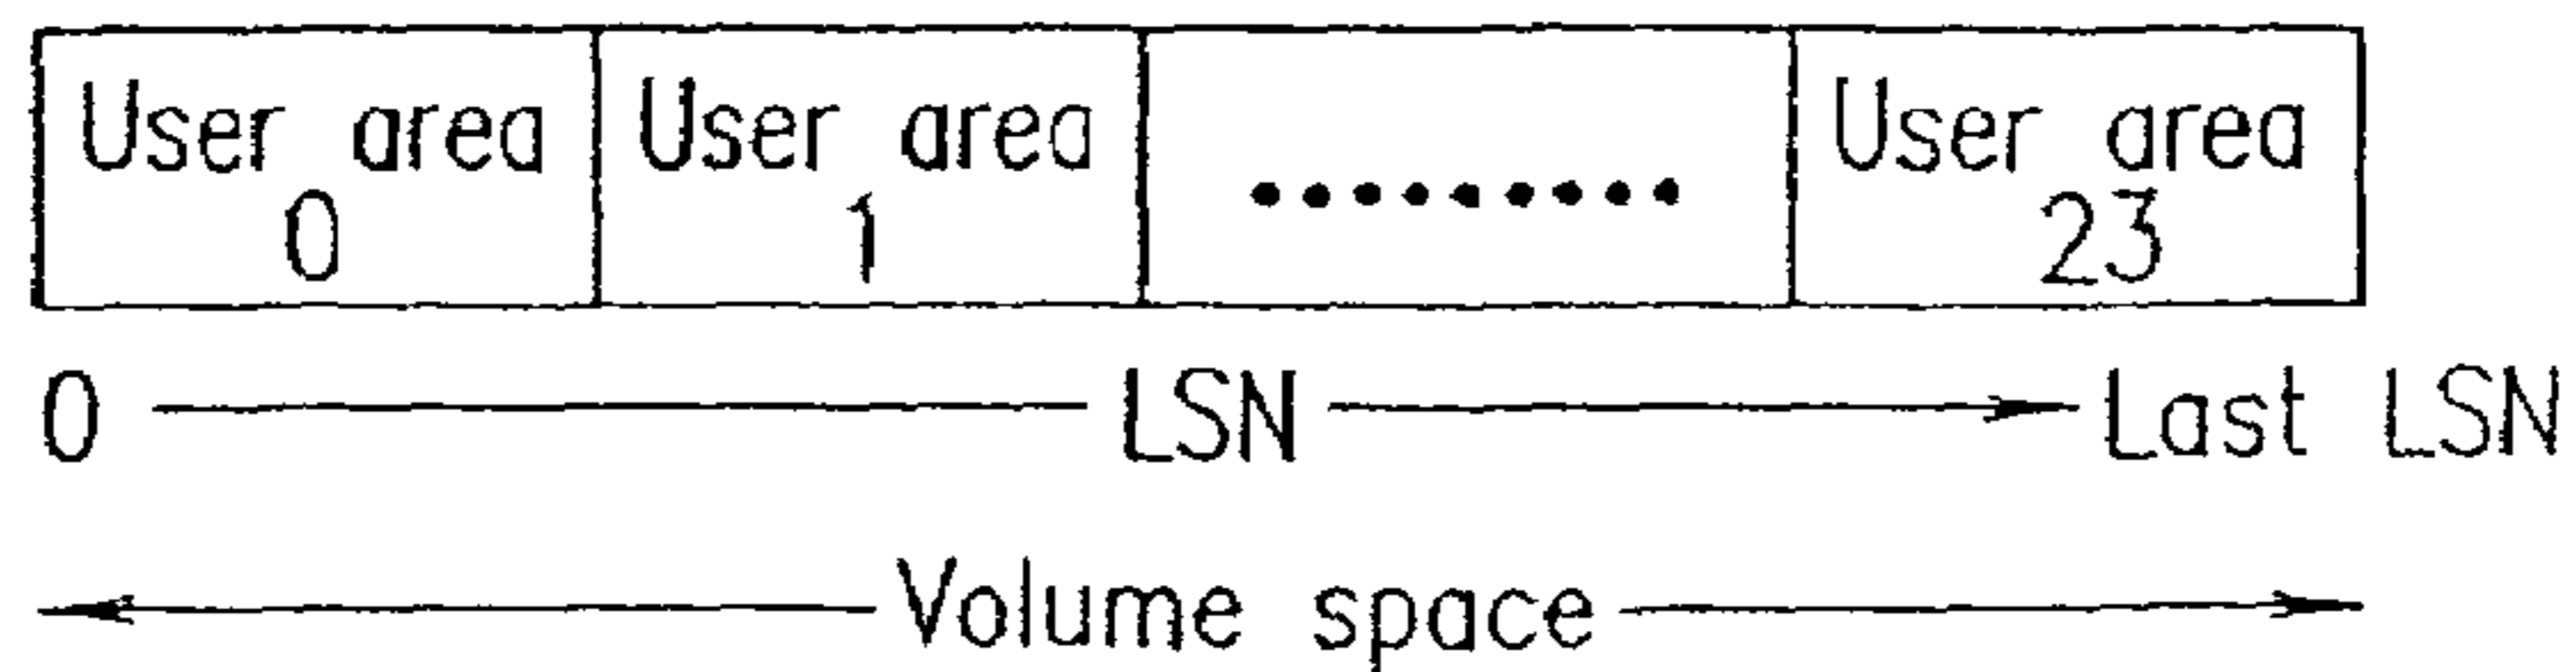 User area User area ......... User area
0 1 23
0 LSN Last LSN
Volume space